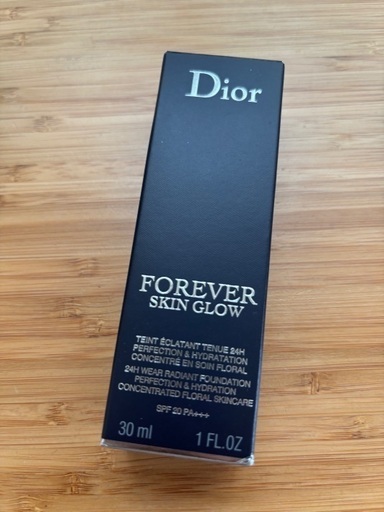 Dior
FOREVER
SKIN GLOW
TEINT ÉCLATANT TENUE 24H
PERFECTION & HYDRATATION
CONCENTRÉ EN SOIN FLORAL
24H WEAR RADIANT FOUNDATION
PERFECTION & HYDRATION
CONCENTRATED FLORAL SKINCARE
SPF 20 PA+++
30 ml 1 FL.OZ